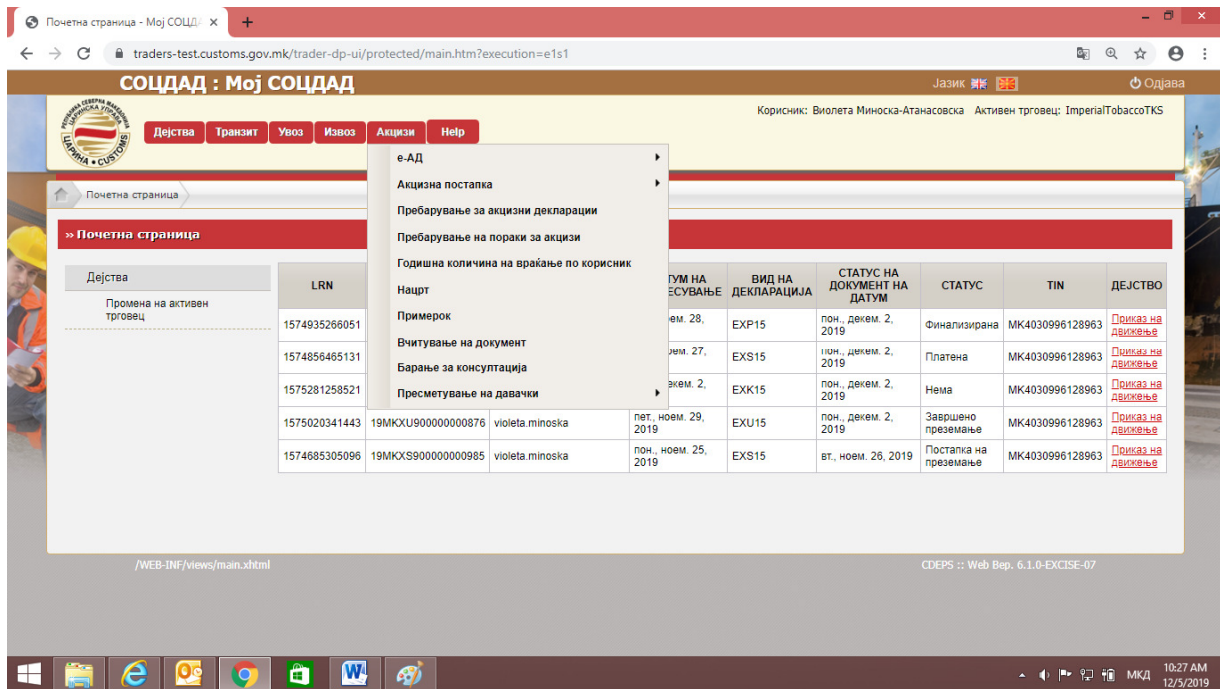 Почетна страница - Мој СОЦДА
traders-test.customs.gov.mk/trader-dp-ui/protected/main.htm?execution=e1s1
СОЦДАД : Мој СОЦДАД
Јазик
Одјава
Корисник: Виолета Миноска-Атанасовска Активен трговец: ImperialTobaccoTKS
ЦАРИНА • CUSTOMS
Дејства Транзит Увоз Извоз Акцизи Help
е-АД
Акцизна постапка
Пребарување за акцизни декларации
Пребарување на пораки за акцизи
Годишна количина на враќање по корисник
Нацрт
Примерок
Вчитување на документ
Барање за консултација
Пресметување на давачки
Почетна страница
» Почетна страница
Дејства
Промена на активен
трговец
LRN ВИД НА ДЕКЛАРАЦИЈА СТАТУС НА ДОКУМЕНТ НА ДАТУМ СТАТУС TIN ДЕЈСТВО
1574935266051 28, EXP15 пон., декем. 2, 2019 Финализирана MK4030996128963 Приказ на движење
1574856465131 27, EXS15 пон., декем. 2, 2019 Платена MK4030996128963 Приказ на движење
1575281258521 2, EXK15 пон., декем. 2, 2019 Нема MK4030996128963 Приказ на движење
1575020341443 19MKXU900000000876 violeta.minoska пет., ноем. 29, 2019 EXU15 пон., декем. 2, 2019 Завршено преземање MK4030996128963 Приказ на движење
1574685305096 19MKXS900000000985 violeta.minoska пон., ноем. 25, 2019 EXS15 вт., ноем. 26, 2019 Постапка на преземање MK4030996128963 Приказ на движење
/WEB-INF/views/main.xhtml
CDEPS :: Web Вер. 6.1.0-EXCISE-07
МКД
10:27 AM
12/5/2019